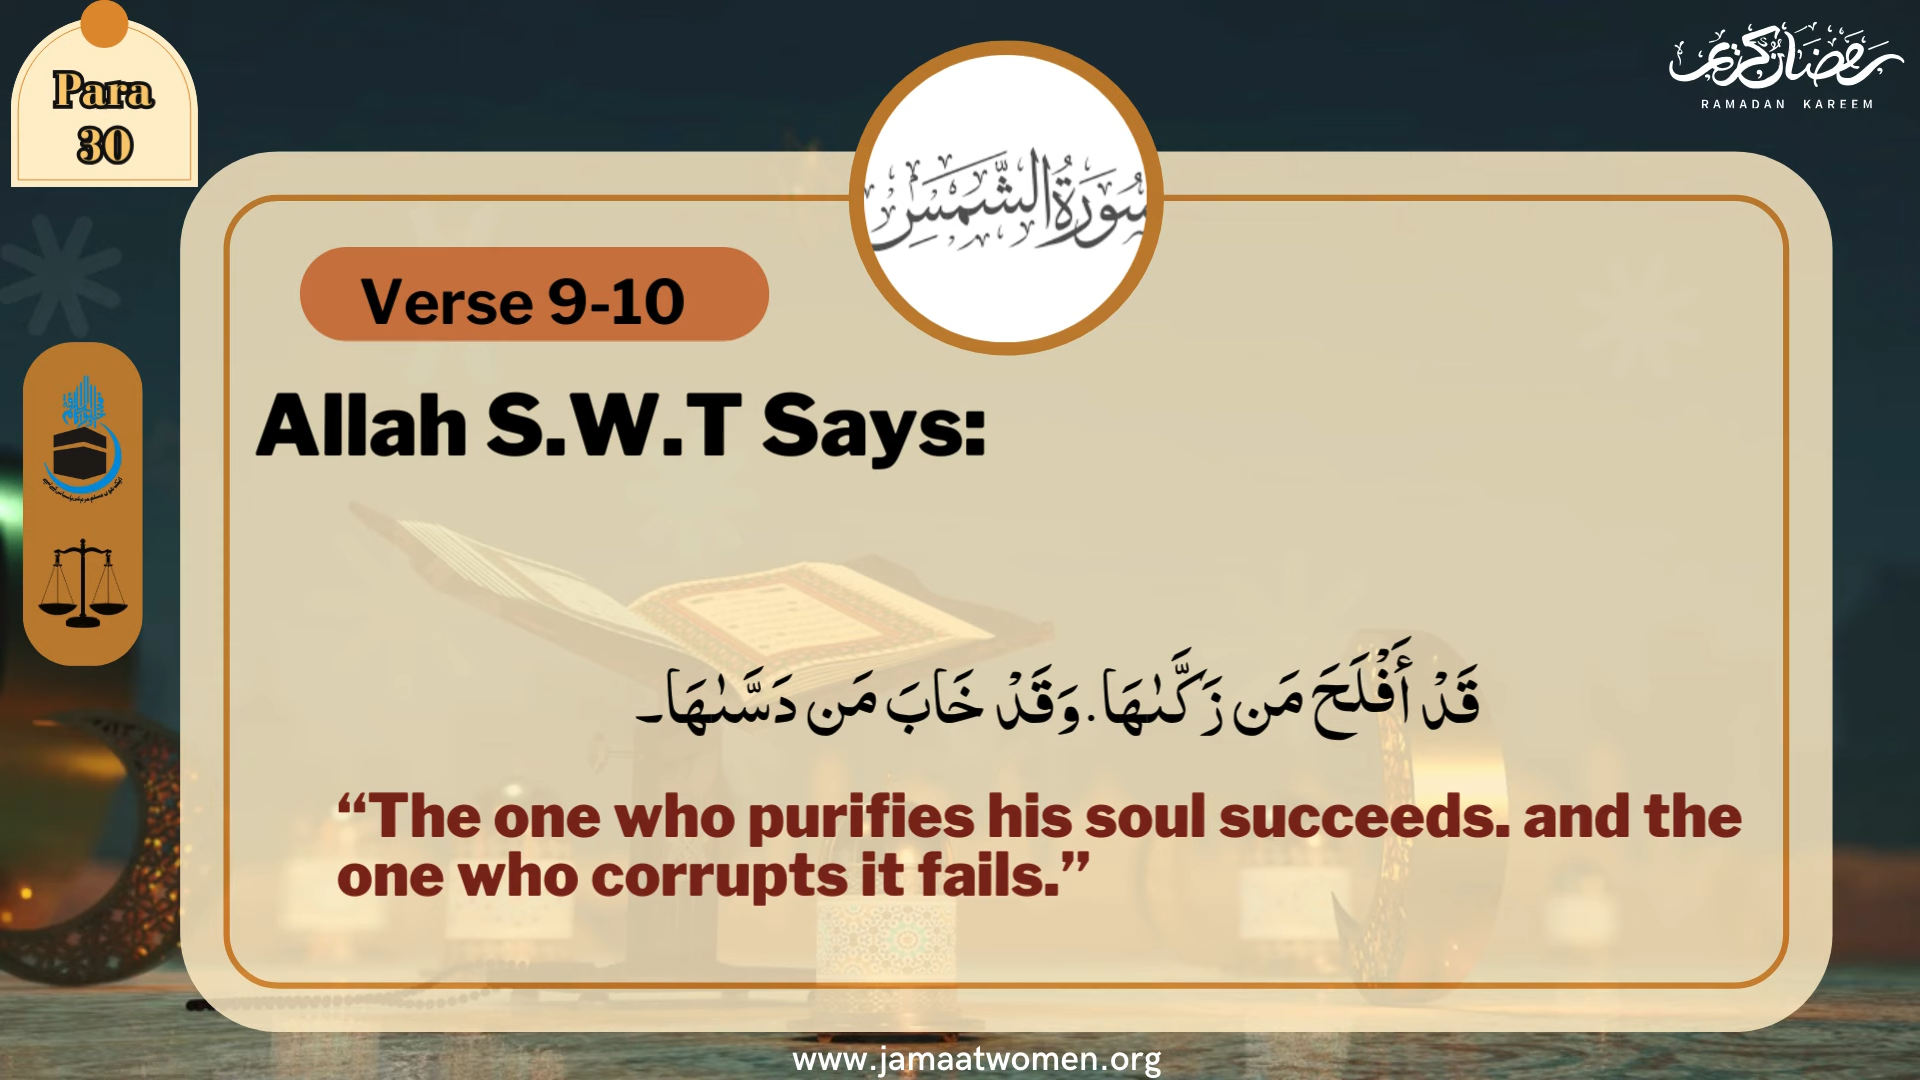 Para
30
رمضان كريم
RAMADAN KAREEM
سُورَةُ الشَّمْسِ
Verse 9-10
Allah S.W.T Says:
قَدْ أَفْلَحَ مَن زَكَّىٰهَا. وَقَدْ خَابَ مَن دَسَّىٰهَا۔
“The one who purifies his soul succeeds. and the
one who corrupts it fails.”
www.jamaatwomen.org